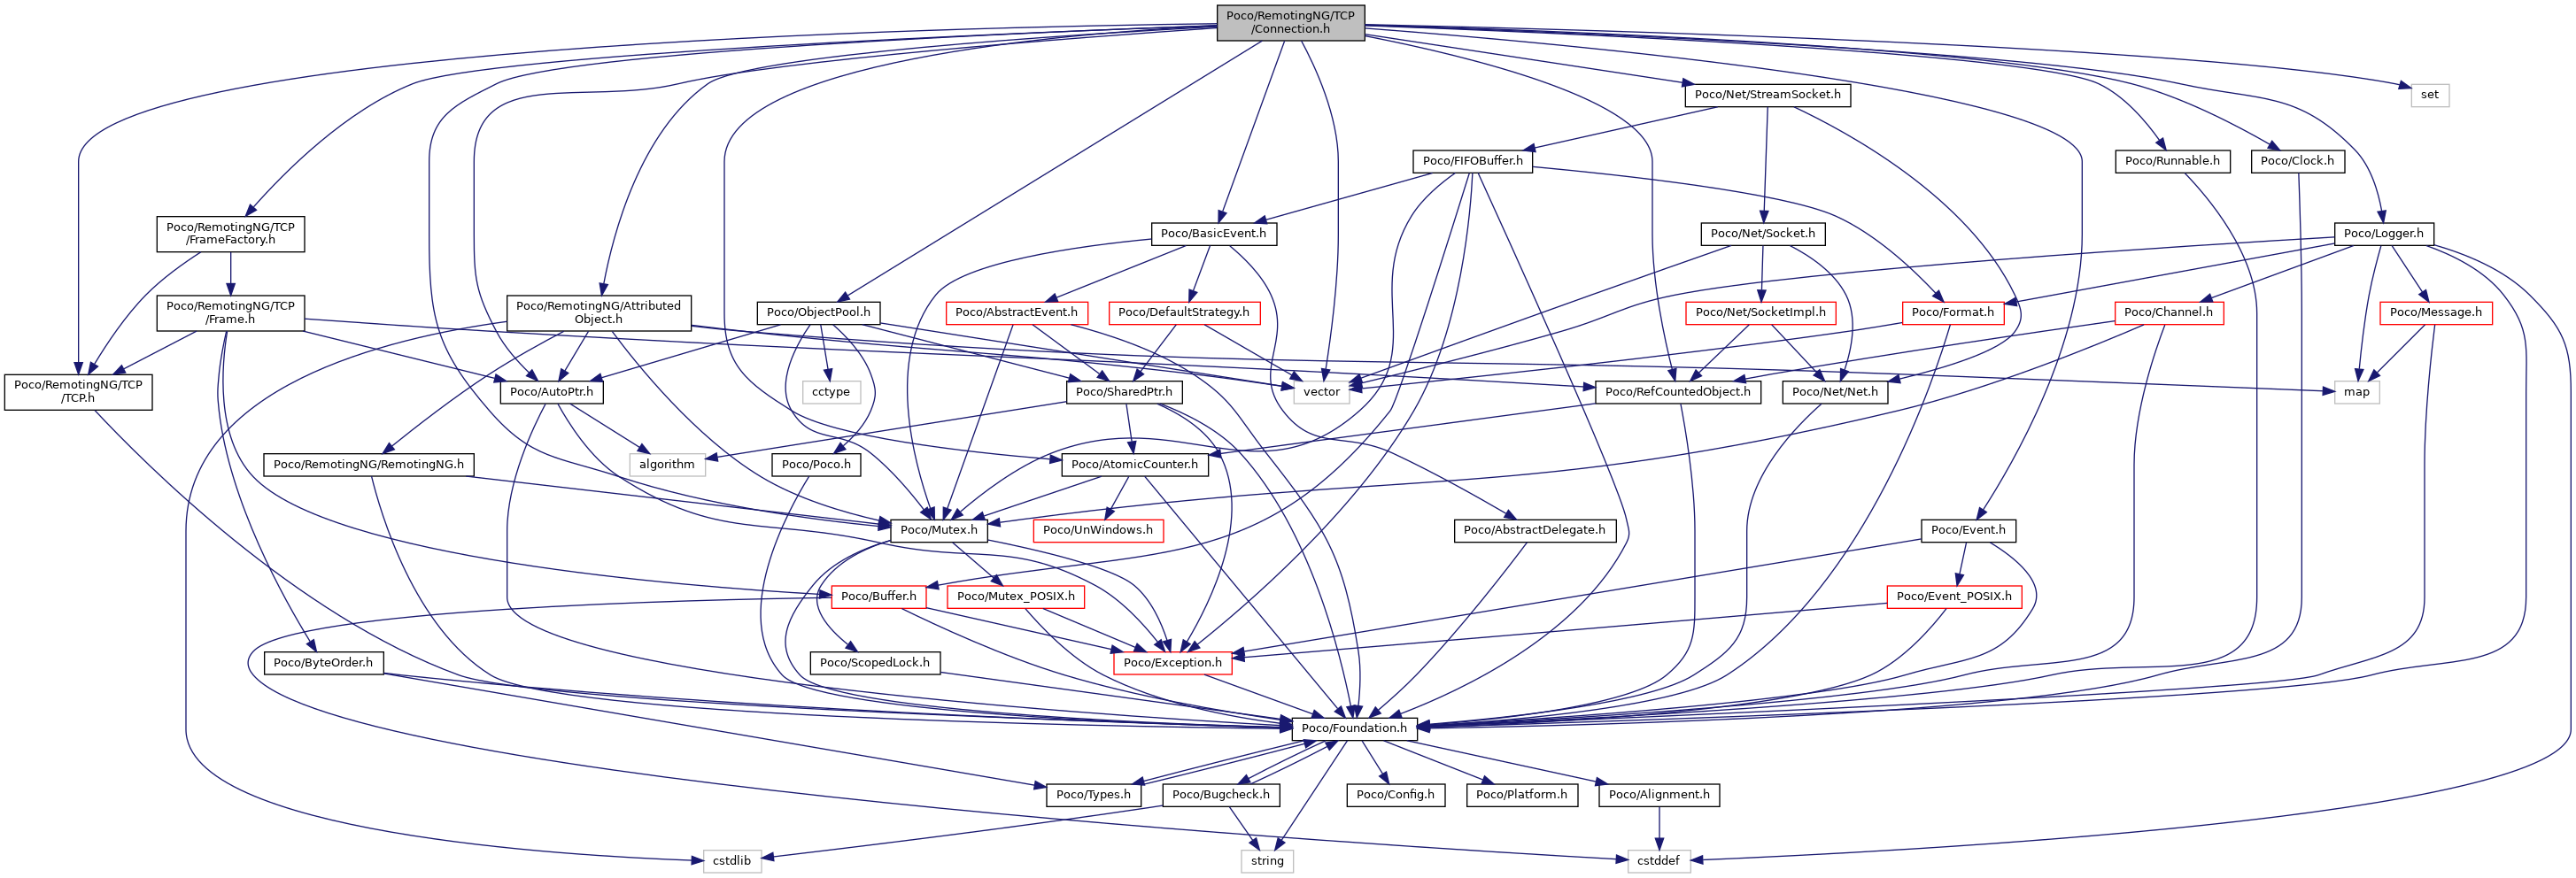 Poco/RemotingNG/TCP
/Connection.h
Poco/Net/StreamSocket.h
set
Poco/FIFOBuffer.h
Poco/Runnable.h
Poco/Clock.h
Poco/RemotingNG/TCP
/FrameFactory.h
Poco/BasicEvent.h
Poco/Net/Socket.h
Poco/Logger.h
Poco/RemotingNG/TCP
/Frame.h
Poco/RemotingNG/Attributed
Object.h
Poco/ObjectPool.h
Poco/AbstractEvent.h
Poco/DefaultStrategy.h
Poco/Net/SocketImpl.h
Poco/Format.h
Poco/Channel.h
Poco/Message.h
Poco/RemotingNG/TCP
/TCP.h
Poco/AutoPtr.h
cctype
Poco/SharedPtr.h
vector
Poco/RefCountedObject.h
Poco/Net/Net.h
map
Poco/RemotingNG/RemotingNG.h
algorithm
Poco/Poco.h
Poco/AtomicCounter.h
Poco/Mutex.h
Poco/UnWindows.h
Poco/AbstractDelegate.h
Poco/Event.h
Poco/Buffer.h
Poco/Mutex_POSIX.h
Poco/Event_POSIX.h
Poco/ByteOrder.h
Poco/ScopedLock.h
Poco/Exception.h
Poco/Foundation.h
Poco/Types.h
Poco/Bugcheck.h
Poco/Config.h
Poco/Platform.h
Poco/Alignment.h
cstdlib
string
cstddef